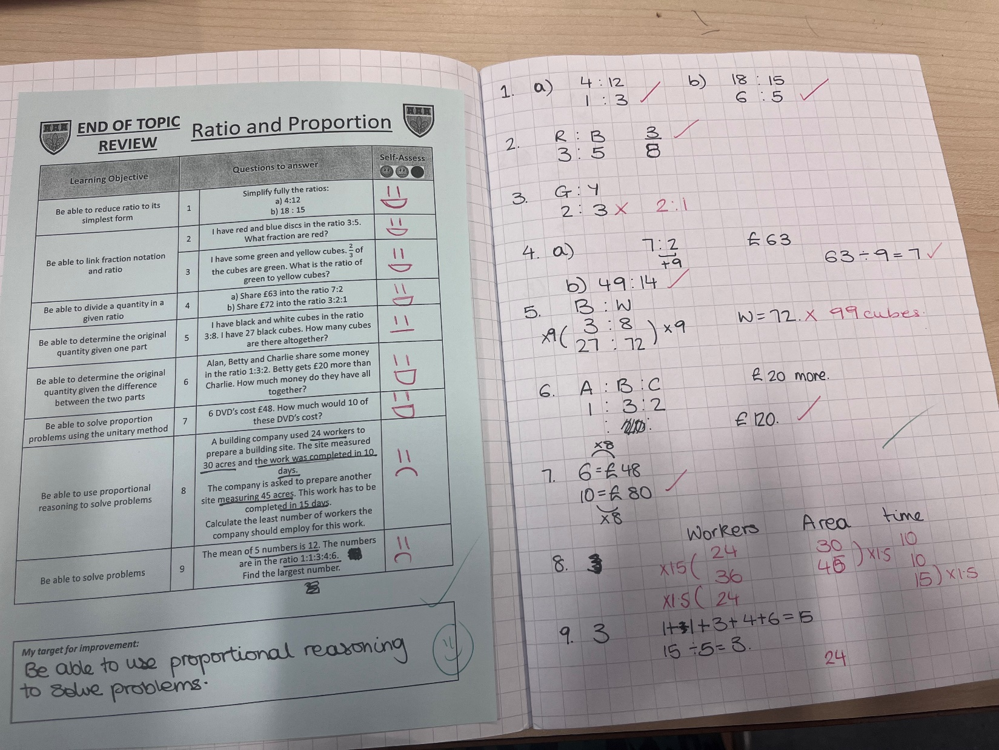 END OF TOPIC
REVIEW
Ratio and Proportion
Learning Objective
Questions to answer
Self-Assess
Be able to reduce ratio to its
simplest form
1
Simplify fully the ratios:
a) 4:12
b) 18 : 15
Be able to link fraction notation
and ratio
2
I have red and blue discs in the ratio 3:5.
What fraction are red?
3
I have some green and yellow cubes. 2/3 of
the cubes are green. What is the ratio of
green to yellow cubes?
Be able to divide a quantity in a
given ratio
4
a) Share £63 into the ratio 7:2
b) Share £72 into the ratio 3:2:1
Be able to determine the original
quantity given one part
5
I have black and white cubes in the ratio
3:8. I have 27 black cubes. How many cubes
are there altogether?
Be able to determine the original
quantity given the difference
between the two parts
6
Alan, Betty and Charlie share some money
in the ratio 1:3:2. Betty gets £20 more than
Charlie. How much money do they have all
together?
Be able to solve proportion
problems using the unitary method
7
6 DVD's cost £48. How much would 10 of
these DVD's cost?
Be able to use proportional
reasoning to solve problems
8
A building company used 24 workers to
prepare a building site. The site measured
30 acres and the work was completed in 10
days.
The company is asked to prepare another
site measuring 45 acres. This work has to be
completed in 15 days.
Calculate the least number of workers the
company should employ for this work.
Be able to solve problems
9
The mean of 5 numbers is 12. The numbers
are in the ratio 1:1:3:4:6.
Find the largest number.
My target for improvement:
Be able to use proportional reasoning
to solve problems.
1. a) 4 : 12 b) 18 : 15
1 : 3 6 : 5
2. R : B 3/8
3 : 5
3. G : Y
2 : 3 x 2:1
4. a) 7:2 £63
+9 63÷9=7
b) 49:14
5. B : W
x9( 3 : 8 )x9 W=72. x 99 cubes.
27 : 72
6. A : B : C £20 more.
1 : 3 : 2
£120.
x8
7. 6=£48
10=£80
x8
Workers Area time
8. 24 30 10
x1.5( 36 45 )x1.5 10
x1.5( 24 15)x1.5
9. 3 1+1+3+4+6=15
15÷5=3.
24